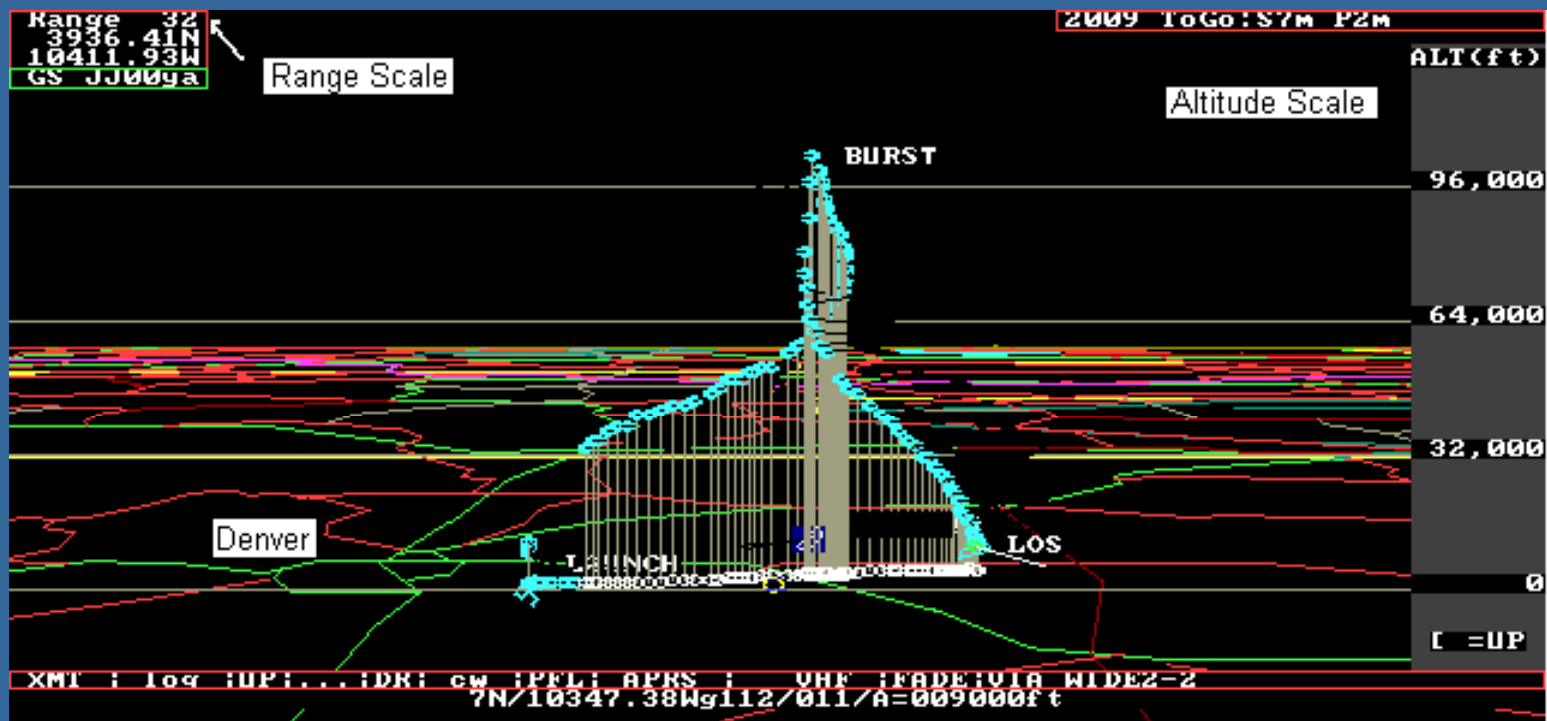 Range 32
3936.41N
10411.93W
GS JJ00ya
Range Scale
2009 ToGo:S7m P2m
ALT(ft)
Altitude Scale
BURST
96,000
64,000
32,000
Denver
LAUNCH
LOS
0
[ =UP
XMT ; log ;UP;...;DR; cw ;PFL; APRS ; VHF ;FADE;VIA WIDE2-2
7N/10347.38Wg112/011/A=009000ft